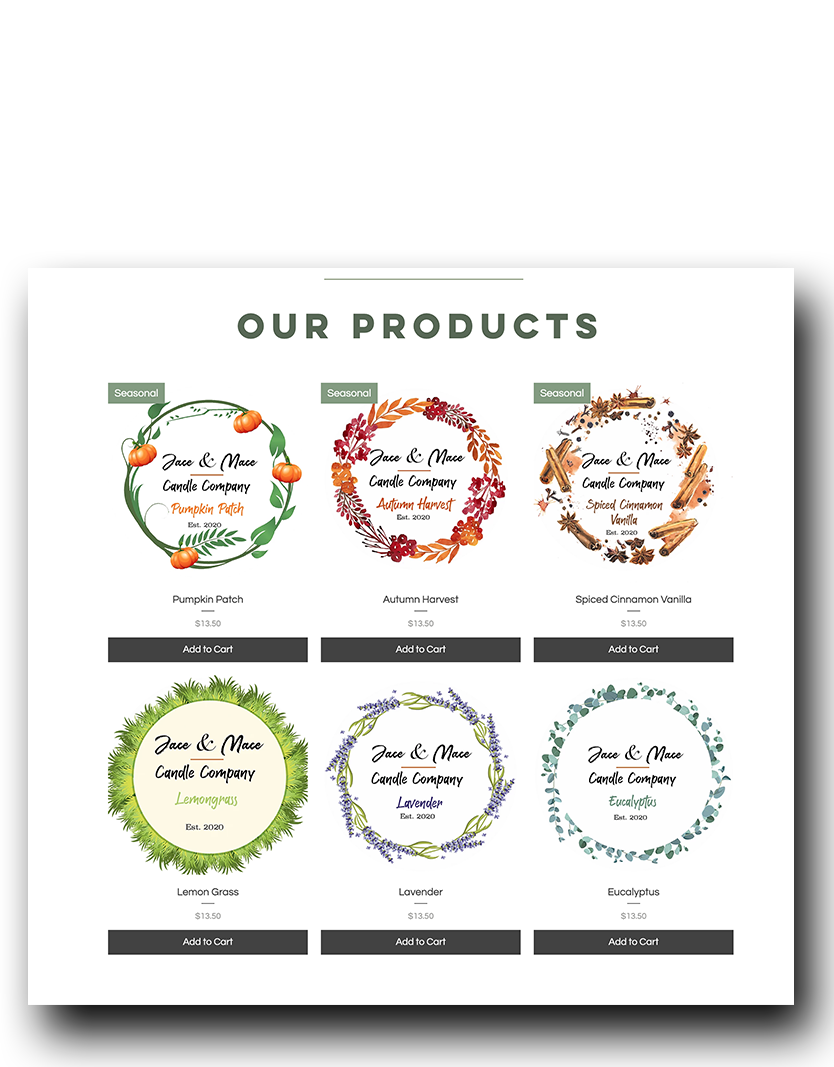 OUR PRODUCTS
Seasonal
Jace & Mace
Candle Company
Pumpkin Patch
Est. 2020
Pumpkin Patch
$13.50
Add to Cart
Seasonal
Jace & Mace
Candle Company
Autumn Harvest
Est. 2020
Autumn Harvest
$13.50
Add to Cart
Seasonal
Jace & Mace
Candle Company
Spiced Cinnamon
Vanilla
Est. 2020
Spiced Cinnamon Vanilla
$13.50
Add to Cart
Jace & Mace
Candle Company
Lemongrass
Est. 2020
Lemon Grass
$13.50
Add to Cart
Jace & Mace
Candle Company
Lavender
Est. 2020
Lavender
$13.50
Add to Cart
Jace & Mace
Candle Company
Eucalyptus
Est. 2020
Eucalyptus
$13.50
Add to Cart